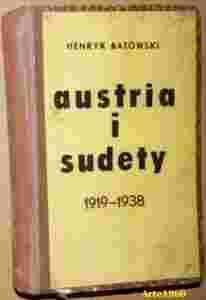 HENRYK BATOWSKI
austria
i
sudety
1919-1938